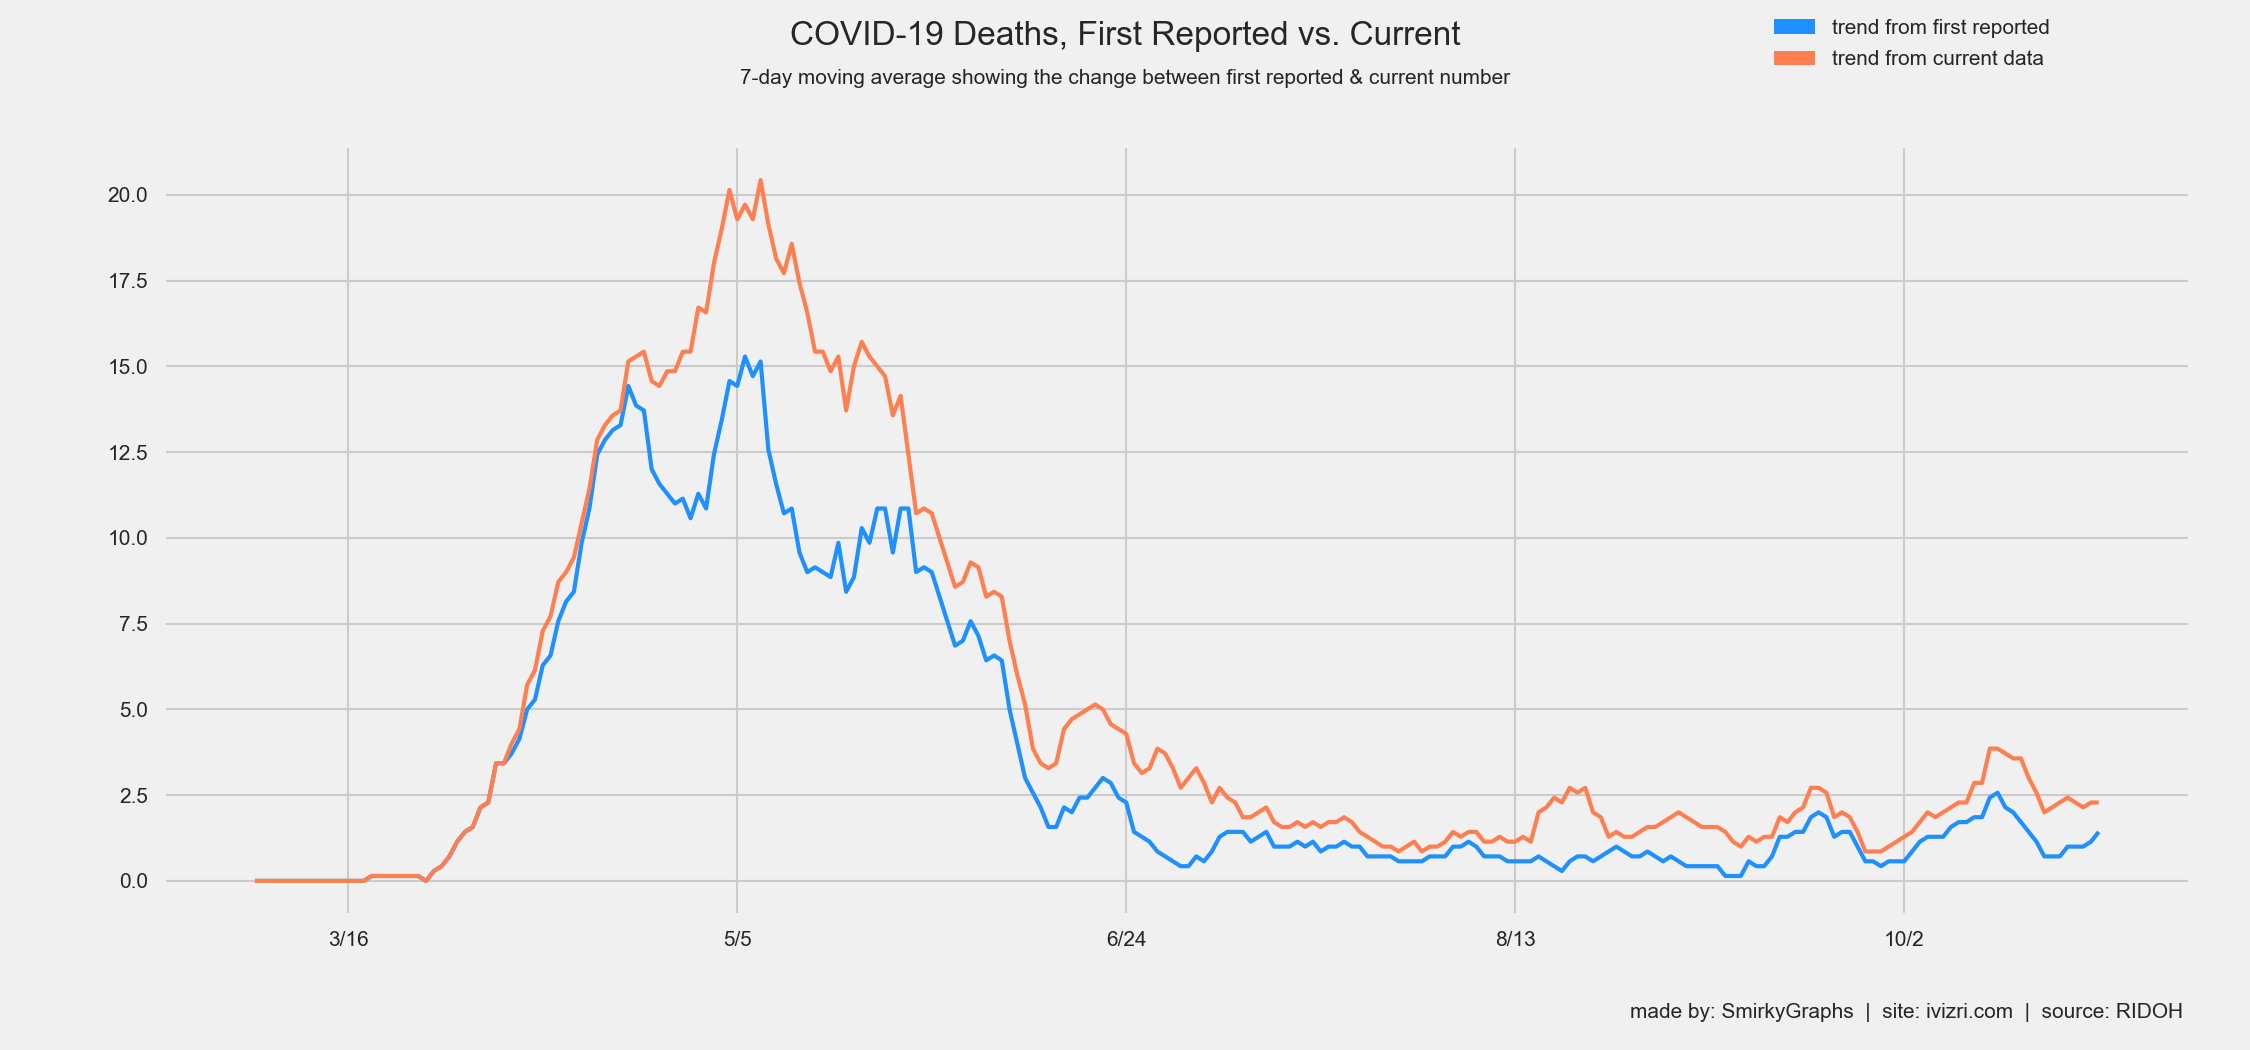 COVID-19 Deaths, First Reported vs. Current
7-day moving average showing the change between first reported & current number
trend from first reported
trend from current data
20.0
17.5
15.0
12.5
10.0
7.5
5.0
2.5
0.0
3/16 5/5 6/24 8/13 10/2
made by: SmirkyGraphs | site: ivizri.com | source: RIDOH